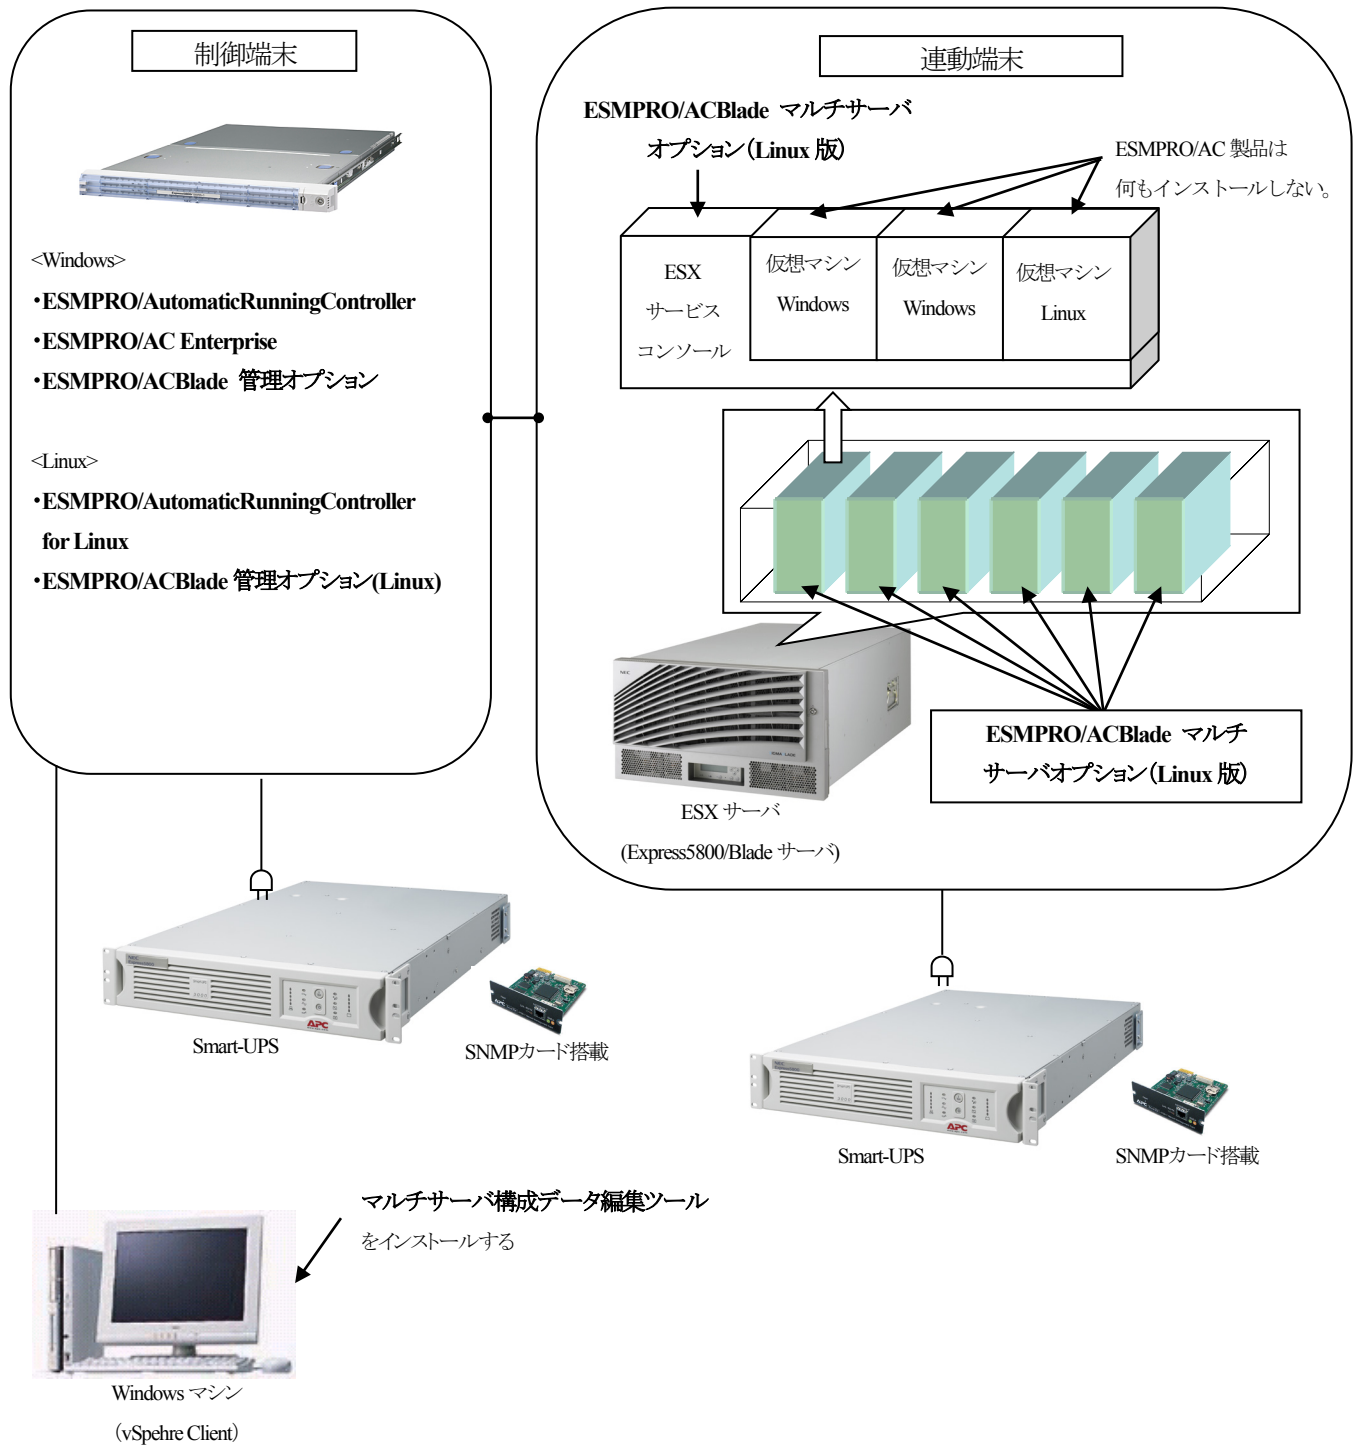 制御端末
<Windows>
・ESMPRO/AutomaticRunningController
・ESMPRO/AC Enterprise
・ESMPRO/ACBlade 管理オプション
<Linux>
・ESMPRO/AutomaticRunningController
for Linux
・ESMPRO/ACBlade 管理オプション(Linux)
連動端末
ESMPRO/ACBlade マルチサーバ
オプション（Linux 版）
ESMPRO/AC 製品は
何もインストールしない。
ESX
サービス
コンソール
仮想マシン
Windows
仮想マシン
Windows
仮想マシン
Linux
NEC
ESMPRO/ACBlade マルチ
サーバオプション（Linux 版）
ESX サーバ
(Express5800/Blade サーバ)
NEC
APC
Smart-UPS
APC
SNMPカード搭載
NEC
APC
Smart-UPS
APC
SNMPカード搭載
マルチサーバ構成データ編集ツール
をインストールする
Windows マシン
（vSpehre Client）